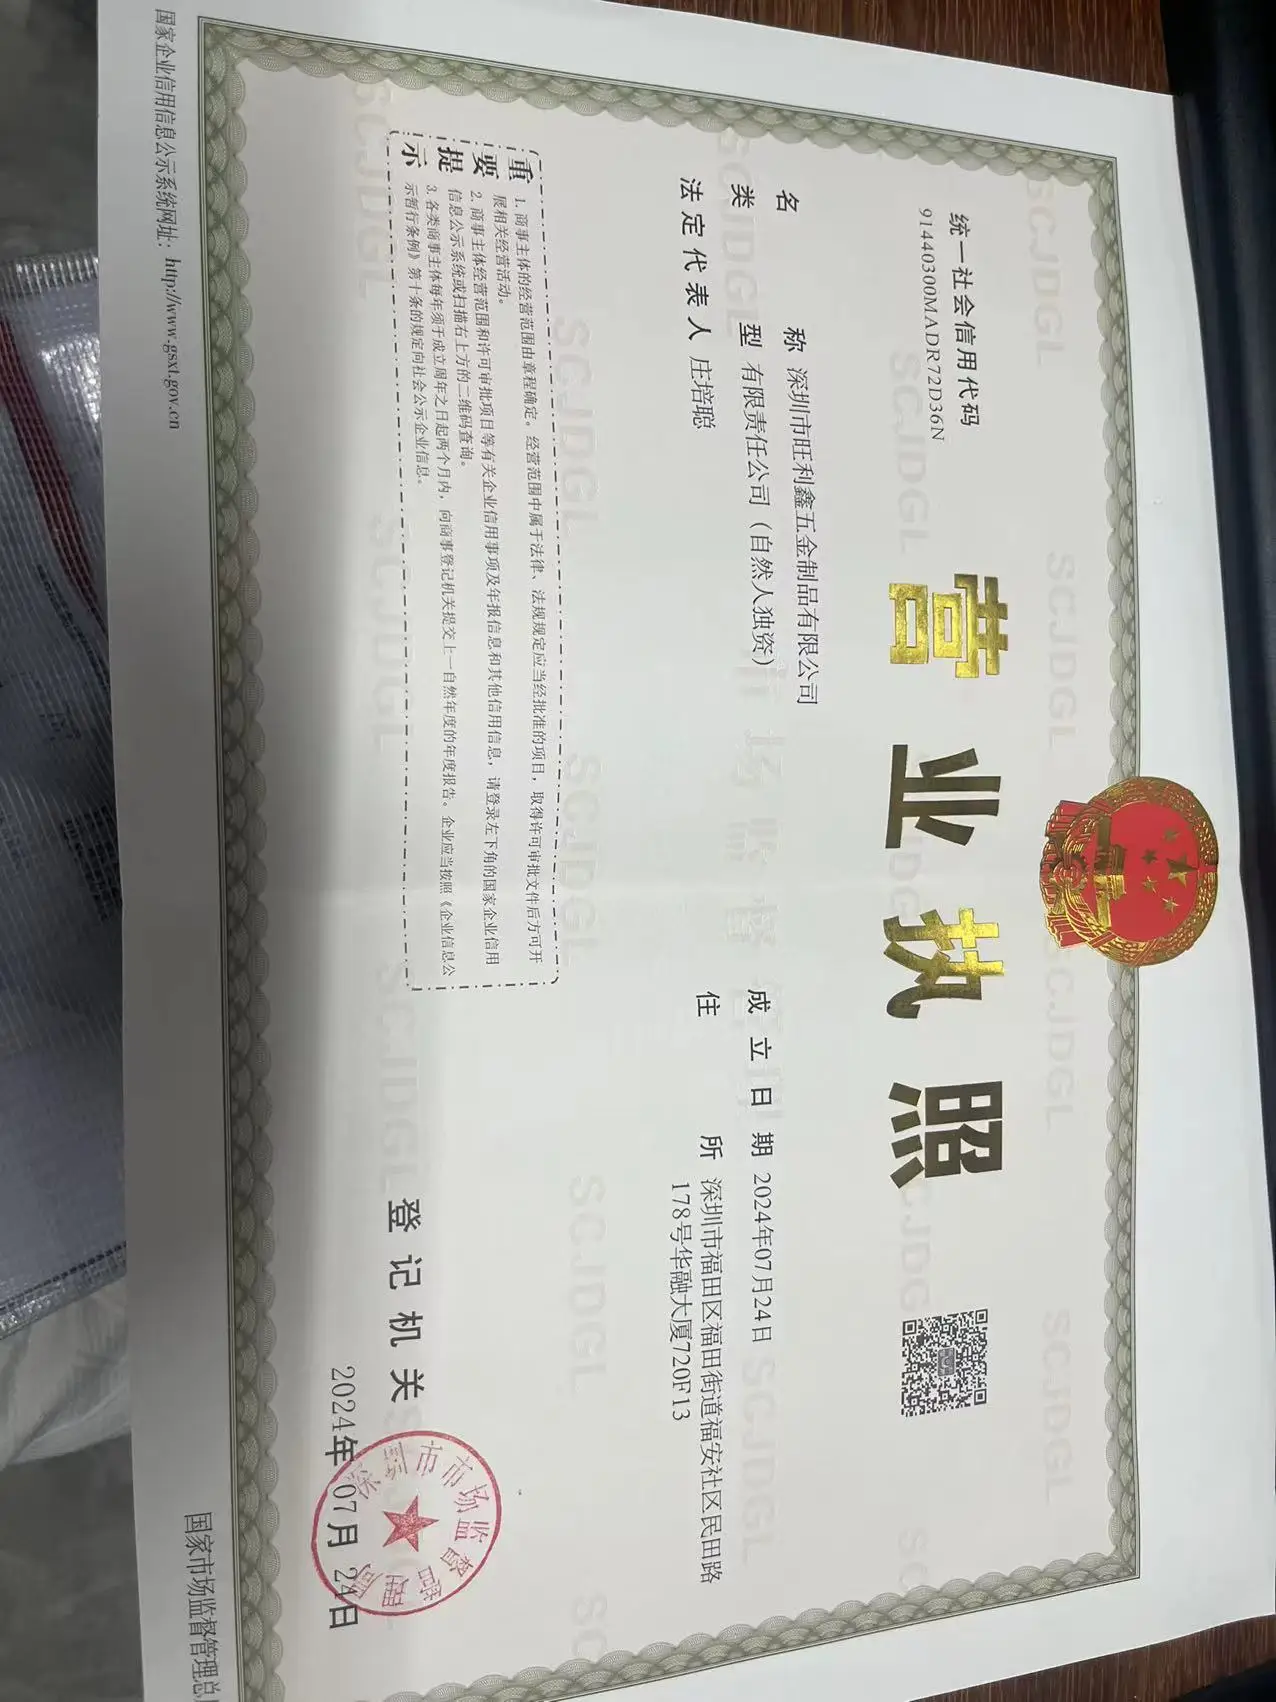 统一社会信用代码
91440300MADR72D36N
营业执照
名称 深圳市旺利鑫五金制品有限公司
类型 有限责任公司（自然人独资）
法定代表人 庄培聪
成立日期 2024年07月24日
住所 深圳市福田区福田街道福安社区民田路
178号华融大厦720F13
重要提示
1. 商事主体的经营范围由章程确定。经营范围中属于法律、法规规定应当经批准的项目，取得许可审批文件后方可开
展相关经营活动。
2. 商事主体经营范围和许可审批项目等有关企业信用事项及年报信息和其他信用信息，请登录左下角的国家企业信用
信息公示系统或扫描右上方的二维码查询。
3. 各类商事主体每年须于成立周年之日起两个月内，向商事登记机关提交上一自然年度的年度报告。企业应当按照《企业信息公
示暂行条例》第十条的规定向社会公示企业信息。
登记机关
深圳市市场监督管理局
2024年07月24日
国家企业信用信息公示系统网址：http://www.gsxt.gov.cn
国家市场监督管理总局
SCJDGL